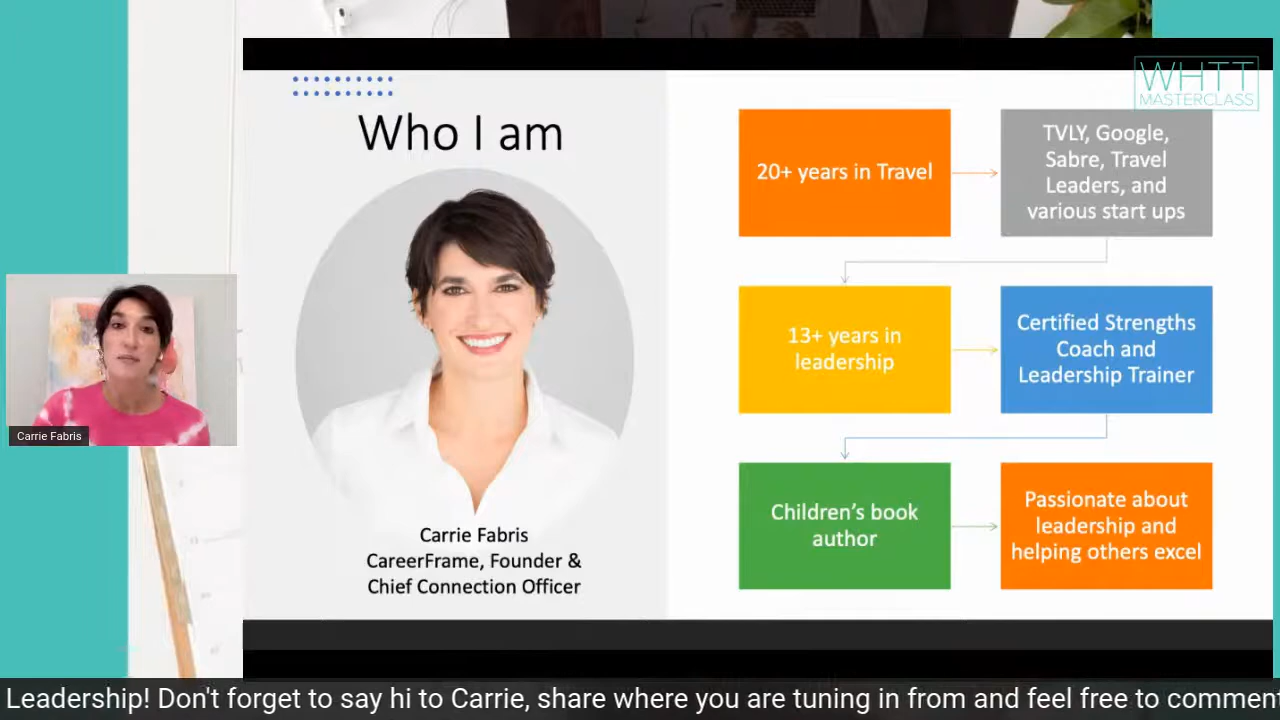 WHTT
MASTERCLASS
Who I am
20+ years in Travel
TVLY, Google,
Sabre, Travel
Leaders, and
various start ups
13+ years in
leadership
Certified Strengths
Coach and
Leadership Trainer
Children's book
author
Passionate about
leadership and
helping others excel
Carrie Fabris
CareerFrame, Founder &
Chief Connection Officer
Carrie Fabris
Leadership! Don't forget to say hi to Carrie, share where you are tuning in from and feel free to comment